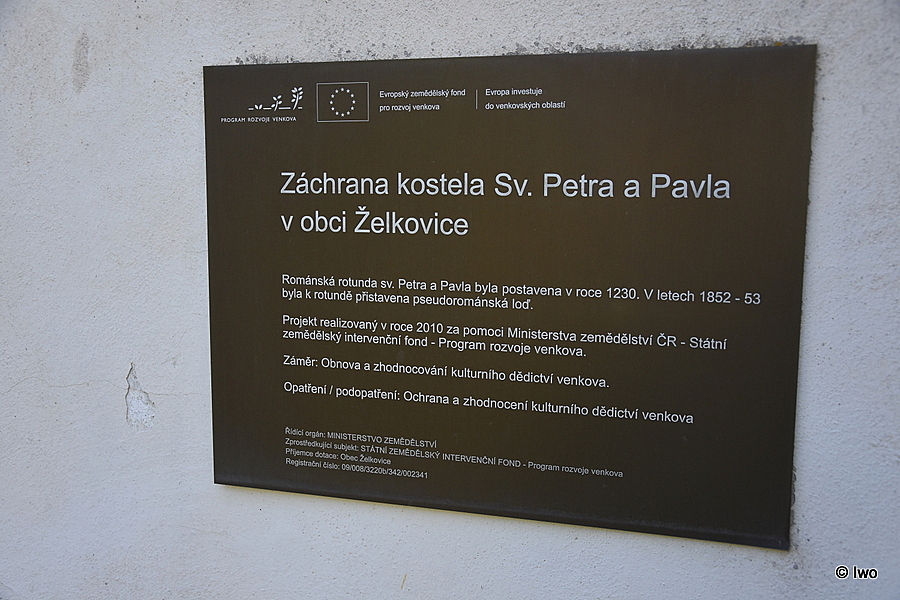 PROGRAM ROZVOJE VENKOVA
Evropský zemědělský fond
pro rozvoj venkova
Evropa investuje
do venkovských oblastí
Záchrana kostela Sv. Petra a Pavla
v obci Želkovice
Románská rotunda sv. Petra a Pavla byla postavena v roce 1230. V letech 1852 - 53
byla k rotundě přistavena pseudorománská loď.
Projekt realizovaný v roce 2010 za pomoci Ministerstva zemědělství ČR - Státní
zemědělský intervenční fond - Program rozvoje venkova.
Záměr: Obnova a zhodnocování kulturního dědictví venkova.
Opatření / podopatření: Ochrana a zhodnocení kulturního dědictví venkova
Řídící orgán: MINISTERSTVO ZEMĚDĚLSTVÍ
Zprostředkující subjekt: STÁTNÍ ZEMĚDĚLSKÝ INTERVENČNÍ FOND - Program rozvoje venkova
Příjemce dotace: Obec Želkovice
Registrační číslo: 09/008/3220b/342/002341
© Iwo